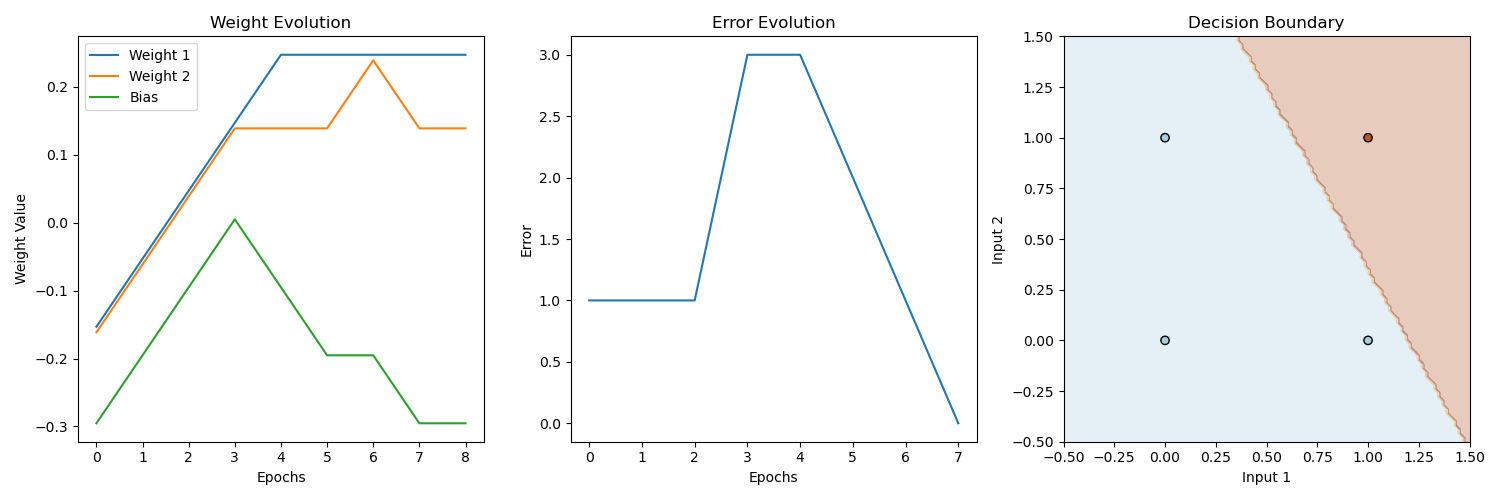 Weight Evolution
Weight 1
Weight 2
Bias
0.2
0.1
0.0
−0.1
−0.2
−0.3
Weight Value
0 1 2 3 4 5 6 7 8
Epochs
Error Evolution
3.0
2.5
2.0
1.5
1.0
0.5
0.0
Error
0 1 2 3 4 5 6 7
Epochs
Decision Boundary
1.50
1.25
1.00
0.75
0.50
0.25
0.00
−0.25
−0.50
Input 2
−0.50 −0.25 0.00 0.25 0.50 0.75 1.00 1.25 1.50
Input 1